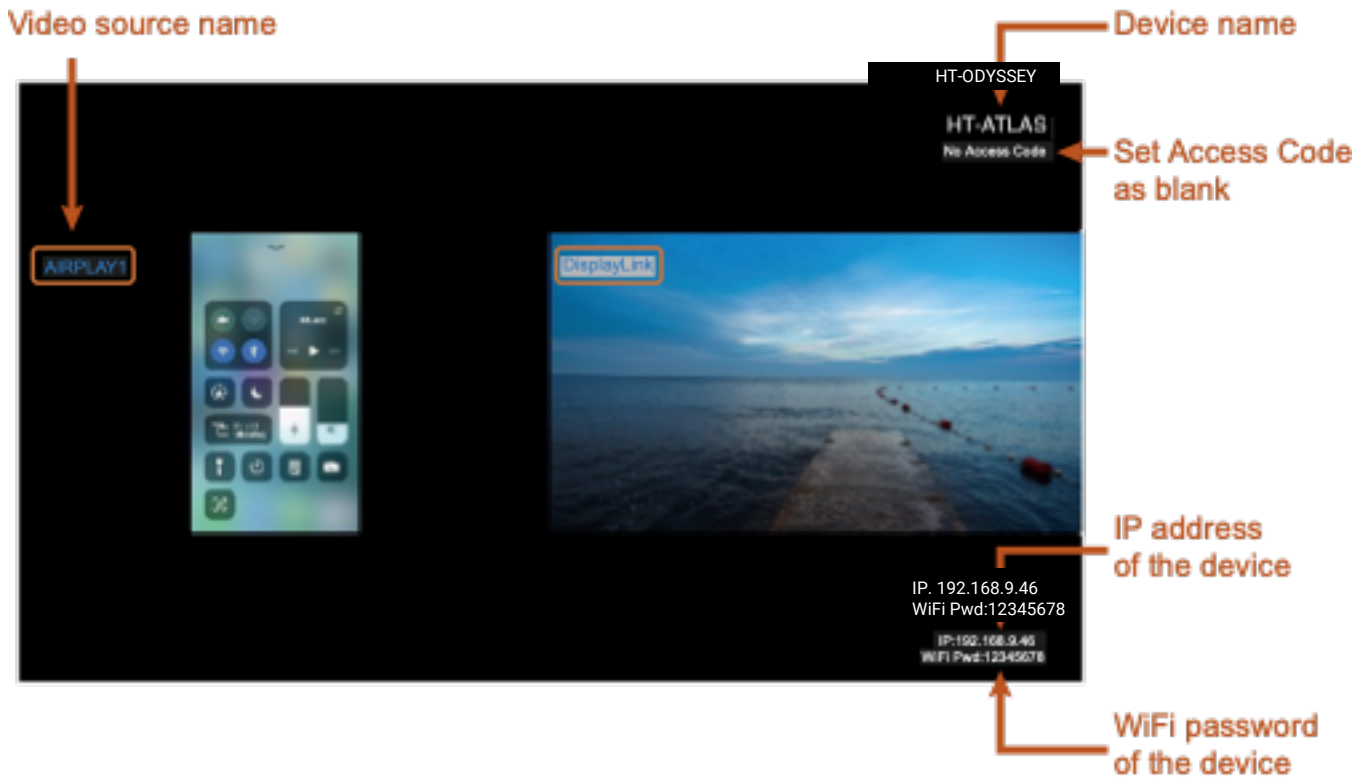 Video source name
Device name
HT-ODYSSEY
HT-ATLAS
No Access Code
Set Access Code
as blank
AIRPLAY1
DisplayLink
IP address
of the device
IP. 192.168.9.46
WiFi Pwd:12345678
IP:192.168.9.46
WiFi Pwd:12345678
WiFi password
of the device